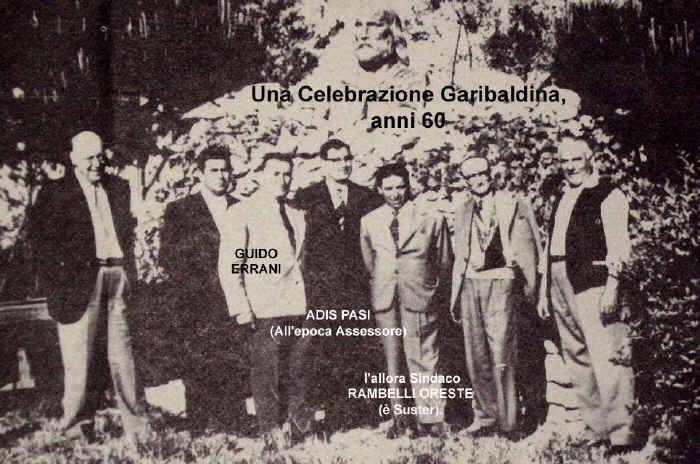 Una Celebrazione Garibaldina,
anni 60
GUIDO
ERRANI
ADIS PASI
(All'epoca Assessore)
l'allora Sindaco
RAMBELLI ORESTE
(è Suster)